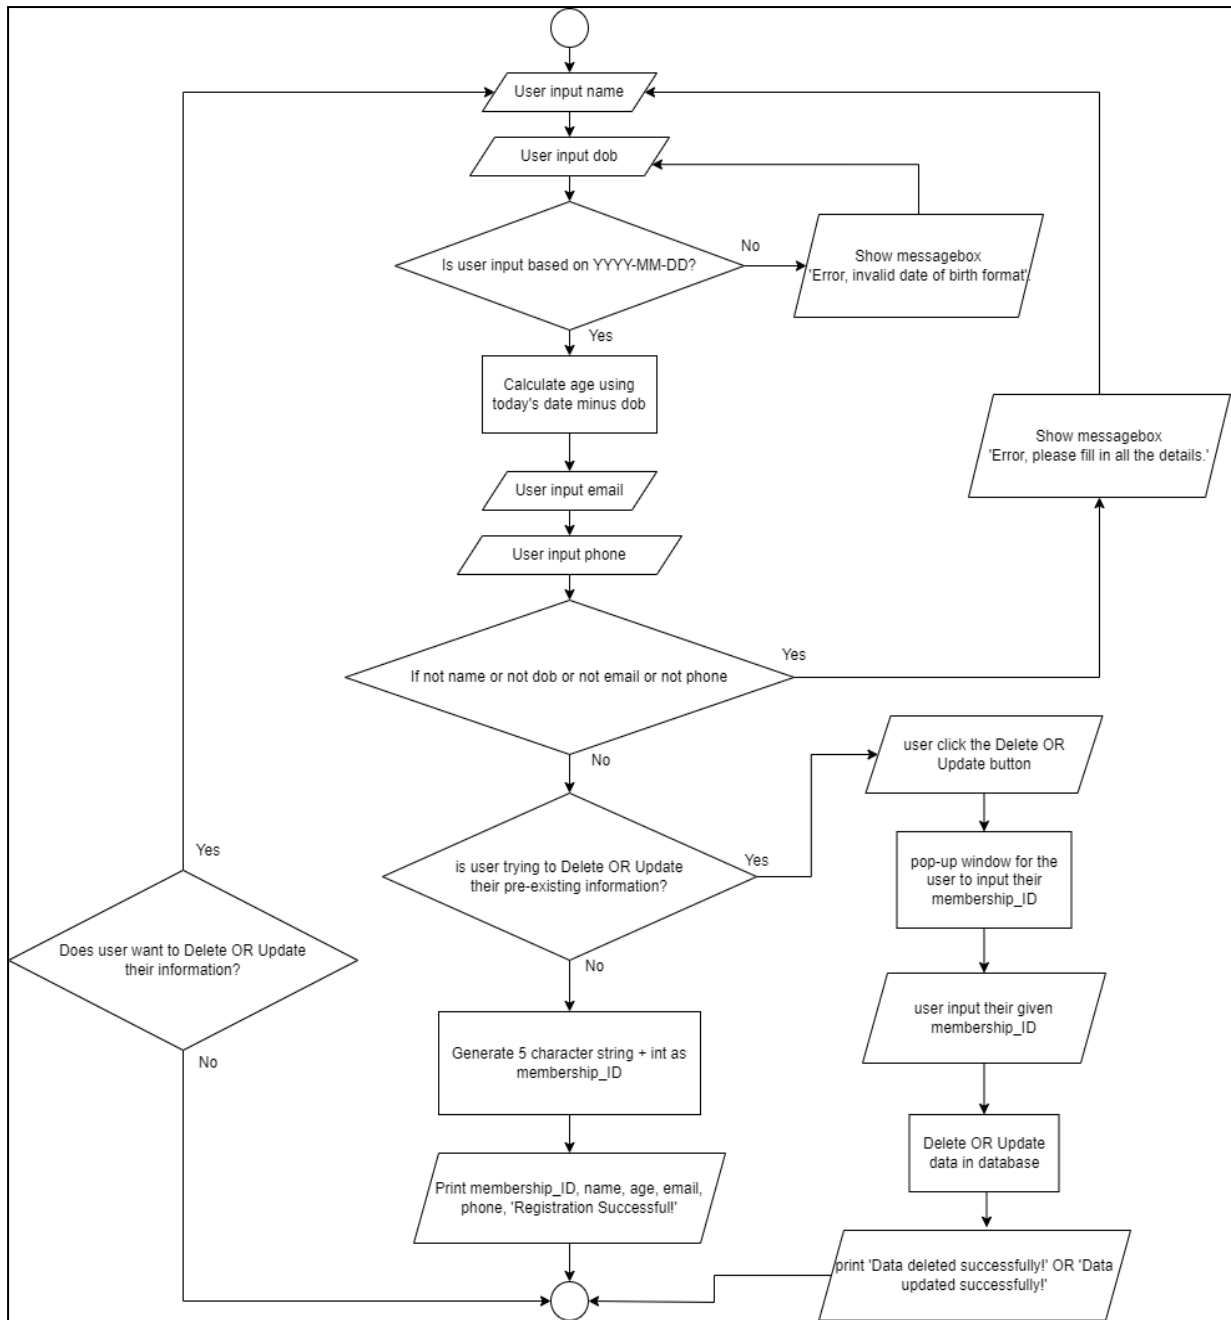 User input name
User input dob
Is user input based on YYYY-MM-DD?
No
Show messagebox
'Error, invalid date of birth format'.
Yes
Calculate age using
today's date minus dob
User input email
User input phone
If not name or not dob or not email or not phone
Yes
Show messagebox
'Error, please fill in all the details.'
No
is user trying to Delete OR Update
their pre-existing information?
Yes
user click the Delete OR
Update button
pop-up window for the
user to input their
membership_ID
user input their given
membership_ID
Delete OR Update
data in database
print 'Data deleted successfully!' OR 'Data
updated successfully!'
No
Generate 5 character string + int as
membership_ID
Print membership_ID, name, age, email,
phone, 'Registration Successful!'
Yes
Does user want to Delete OR Update
their information?
No